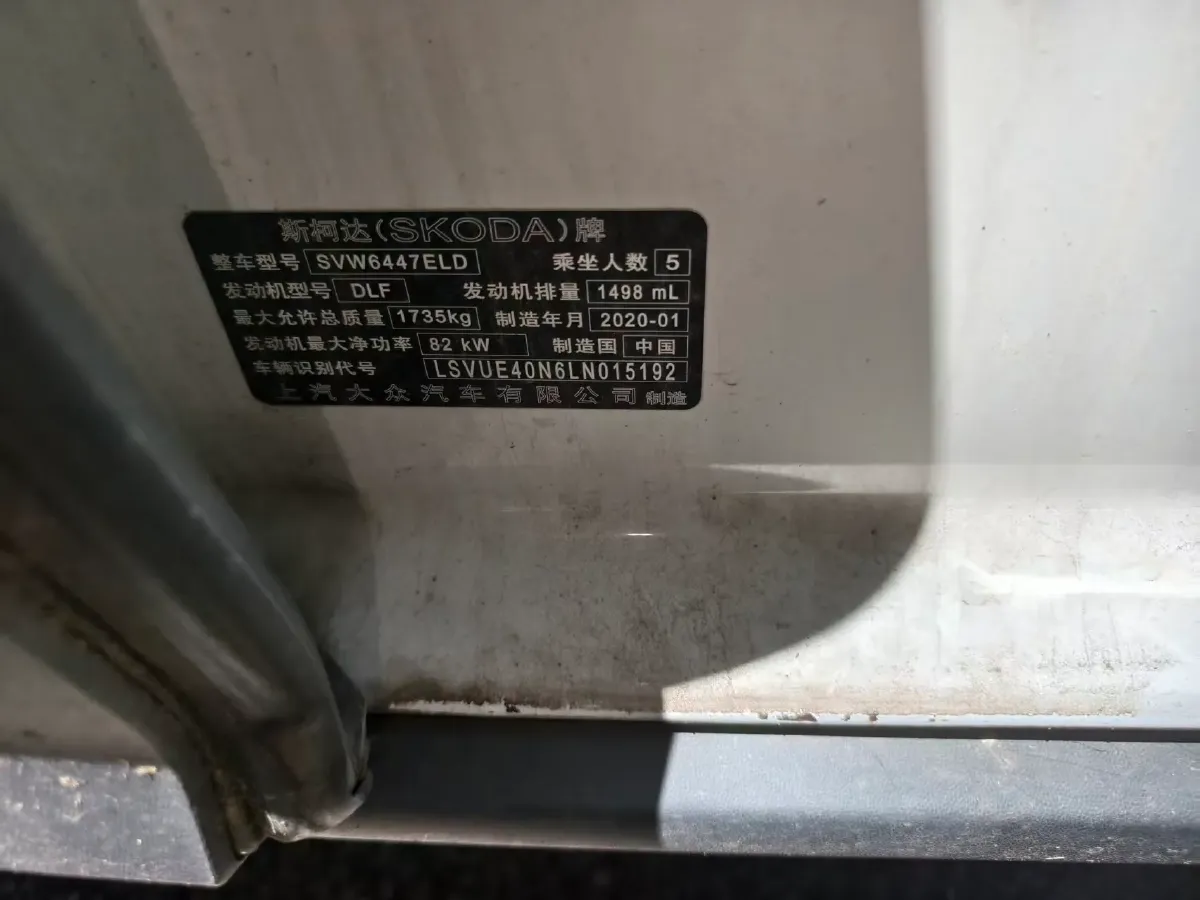 斯柯达(SKODA)牌
整车型号 SVW6447ELD 乘坐人数 5
发动机型号 DLF 发动机排量 1498 mL
最大允许总质量 1735kg 制造年月 2020-01
发动机最大净功率 82 kW 制造国 中国
车辆识别代号 LSVUE40N6LN015192
上汽大众汽车有限公司 制造